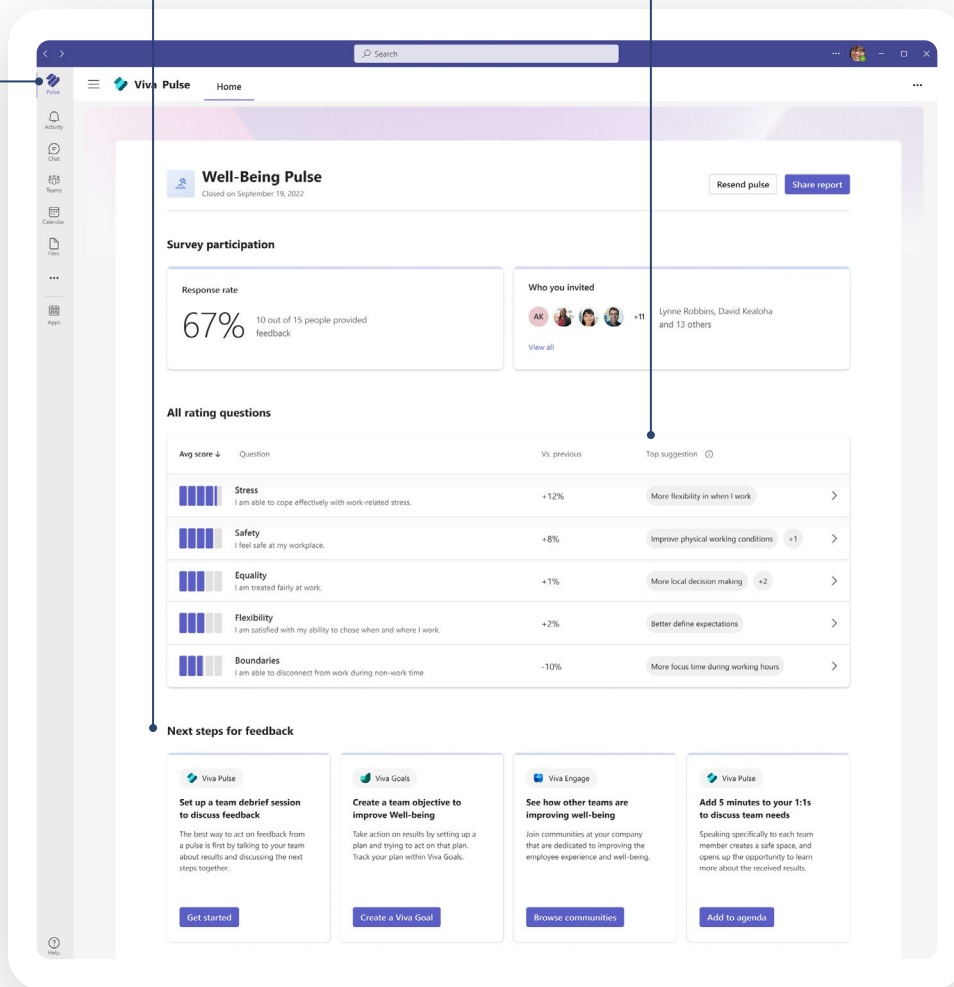 Search
Pulse
Activity
Chat
Teams
Calendar
Files
Apps
Help
Viva Pulse
Home
Well-Being Pulse
Closed on September 19, 2022
Resend pulse
Share report
Survey participation
Response rate
67%
10 out of 15 people provided
feedback
Who you invited
AK
+11
Lynne Robbins, David Kealoha
and 13 others
View all
All rating questions
Avg score ↓ Question Vs. previous Top suggestion
Stress
I am able to cope effectively with work-related stress.
+12%
More flexibility in when I work
Safety
I feel safe at my workplace.
+8%
Improve physical working conditions +1
Equality
I am treated fairly at work.
+1%
More local decision making +2
Flexibility
I am satisfied with my ability to chose when and where I work.
+2%
Better define expectations
Boundaries
I am able to disconnect from work during non-work time
-10%
More focus time during working hours
Next steps for feedback
Viva Pulse
Set up a team debrief session
to discuss feedback
The best way to act on feedback from
a pulse is first by talking to your team
about results and discussing the next
steps together.
Get started
Viva Goals
Create a team objective to
improve Well-being
Take action on results by setting up a
plan and trying to act on that plan.
Track your plan within Viva Goals.
Create a Viva Goal
Viva Engage
See how other teams are
improving well-being
Join communities at your company
that are dedicated to improving the
employee experience and well-being.
Browse communities
Viva Pulse
Add 5 minutes to your 1:1s
to discuss team needs
Speaking specifically to each team
member creates a safe space, and
opens up the opportunity to learn
more about the received results.
Add to agenda